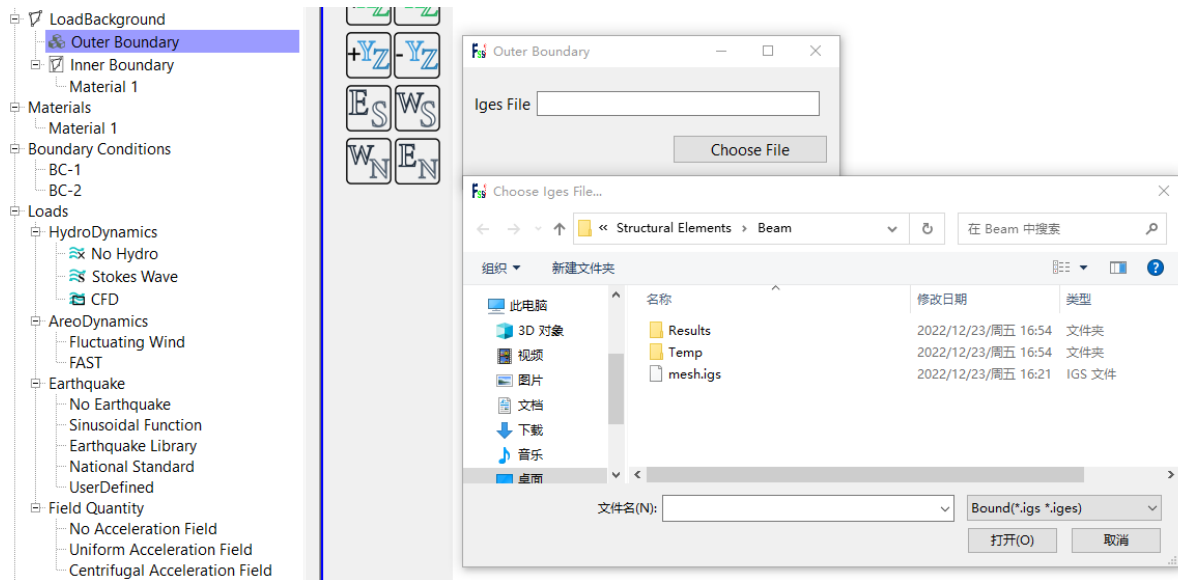 LoadBackground
Outer Boundary
Inner Boundary
Material 1
Materials
Material 1
Boundary Conditions
BC-1
BC-2
Loads
HydroDynamics
No Hydro
Stokes Wave
CFD
AreoDynamics
Fluctuating Wind
FAST
Earthquake
No Earthquake
Sinusoidal Function
Earthquake Library
National Standard
UserDefined
Field Quantity
No Acceleration Field
Uniform Acceleration Field
Centrifugal Acceleration Field
+YZ -YZ
ES WS
WN EN
Outer Boundary
Iges File
Choose File
Choose Iges File...
« Structural Elements › Beam
在 Beam 中搜索
组织 新建文件夹
此电脑
3D 对象
视频
图片
文档
下载
音乐
桌面
名称 修改日期 类型
Results 2022/12/23/周五 16:54 文件夹
Temp 2022/12/23/周五 16:54 文件夹
mesh.igs 2022/12/23/周五 16:21 IGS 文件
文件名(N): Bound(*.igs *.iges)
打开(O) 取消